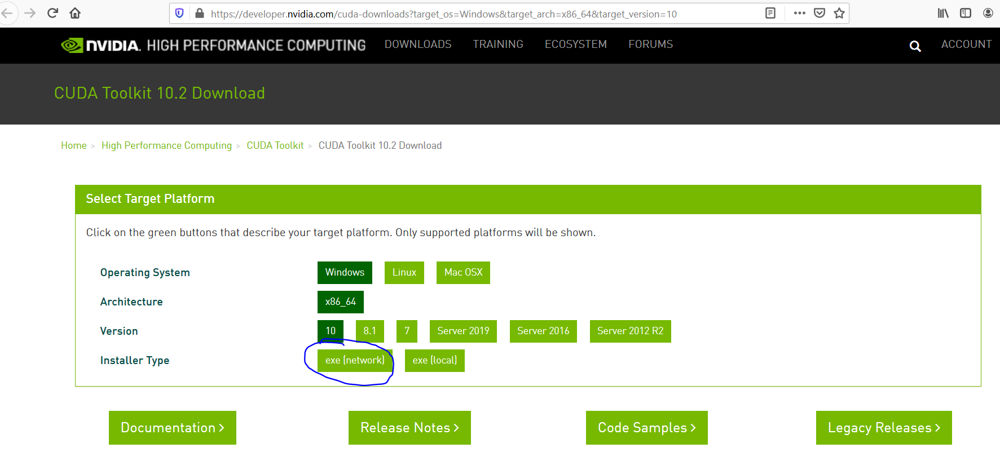 https://developer.nvidia.com/cuda-downloads?target_os=Windows&target_arch=x86_64&target_version=10
NVIDIA. HIGH PERFORMANCE COMPUTING DOWNLOADS TRAINING ECOSYSTEM FORUMS ACCOUNT
CUDA Toolkit 10.2 Download
Home > High Performance Computing > CUDA Toolkit > CUDA Toolkit 10.2 Download
Select Target Platform
Click on the green buttons that describe your target platform. Only supported platforms will be shown.
Operating System Windows Linux Mac OSX
Architecture x86_64
Version 10 8.1 7 Server 2019 Server 2016 Server 2012 R2
Installer Type exe (network) exe (local)
Documentation > Release Notes > Code Samples > Legacy Releases >